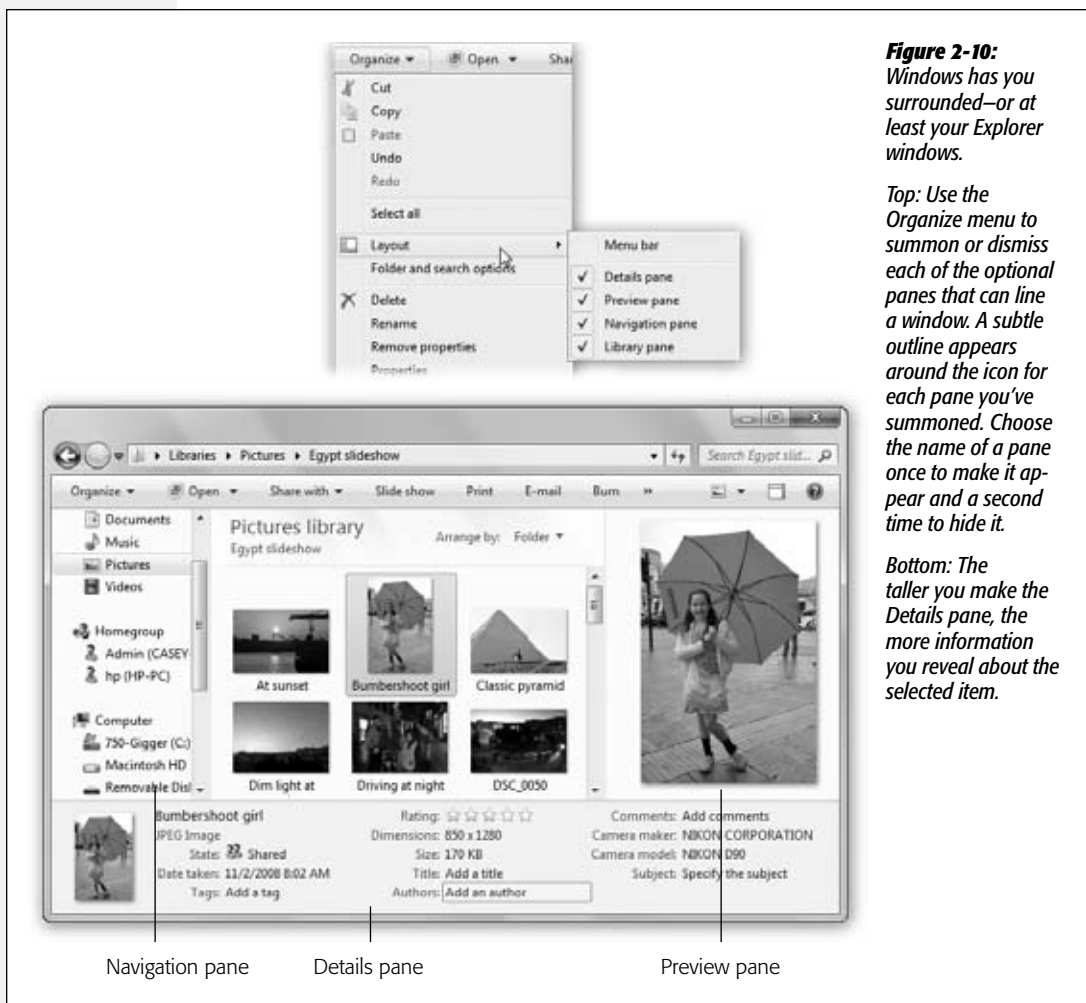 Organize
Open
Cut
Copy
Paste
Undo
Redo
Select all
Layout
Folder and search options
Delete
Rename
Remove properties
Properties
Menu bar
Details pane
Preview pane
Navigation pane
Library pane
Figure 2-10:
Windows has you
surrounded—or at
least your Explorer
windows.
Top: Use the
Organize menu to
summon or dismiss
each of the optional
panes that can line
a window. A subtle
outline appears
around the icon for
each pane you’ve
summoned. Choose
the name of a pane
once to make it ap-
pear and a second
time to hide it.
Bottom: The
taller you make the
Details pane, the
more information
you reveal about the
selected item.
Libraries Pictures Egypt slideshow
Search Egypt slid...
Organize Open Share with Slide show Print E-mail Burn »
Documents
Music
Pictures
Videos
Homegroup
Admin (CASEY-
hp (HP-PC)
Computer
750-Gigger (C:)
Macintosh HD
Removable Disl
Pictures library
Egypt slideshow
Arrange by: Folder
At sunset
Bumbershoot girl
Classic pyramid
Dim light at
Driving at night
DSC_0050
Bumbershoot girl
JPEG Image
State: Shared
Date taken: 11/2/2008 8:02 AM
Tags: Add a tag
Rating:
Dimensions: 850 x 1280
Size: 170 KB
Title: Add a title
Authors: Add an author
Comments: Add comments
Camera maker: NIKON CORPORATION
Camera model: NIKON D90
Subject: Specify the subject
Navigation pane
Details pane
Preview pane